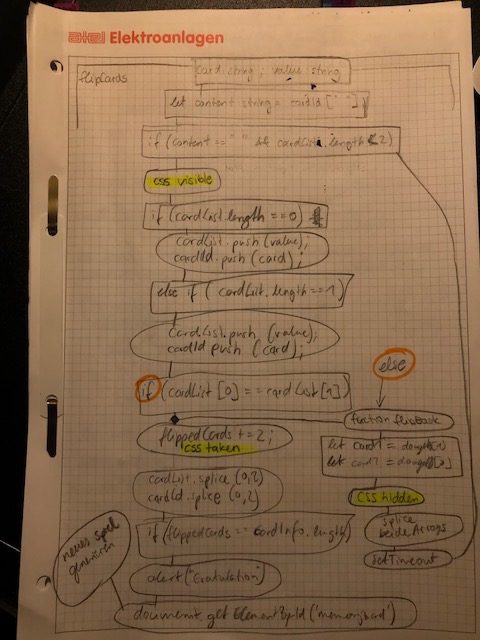 atel Elektroanlagen
flipCards
card: string; value: string
let content: string = cardId [" "]
if (content == " " && cardList.length < 2)
css visible
if (cardList.length == 0)
cardList.push (value);
cardId.push (card);
else if ( cardList.length == 1)
cardList.push (value);
cardId push (card);
if (cardList [0] == cardList [1])
else
flippedCards += 2;
css taken
function flipBack
let card1 =
let card2 =
cardList.splice (0,2)
cardId.splice (0,2)
css hidden
splice
beide Arrays
if (flippedCards == cardInfo.length)
setTimeout
neues Spiel
generieren
alert ("Gratulation")
document.getElementById ('memoryboard')